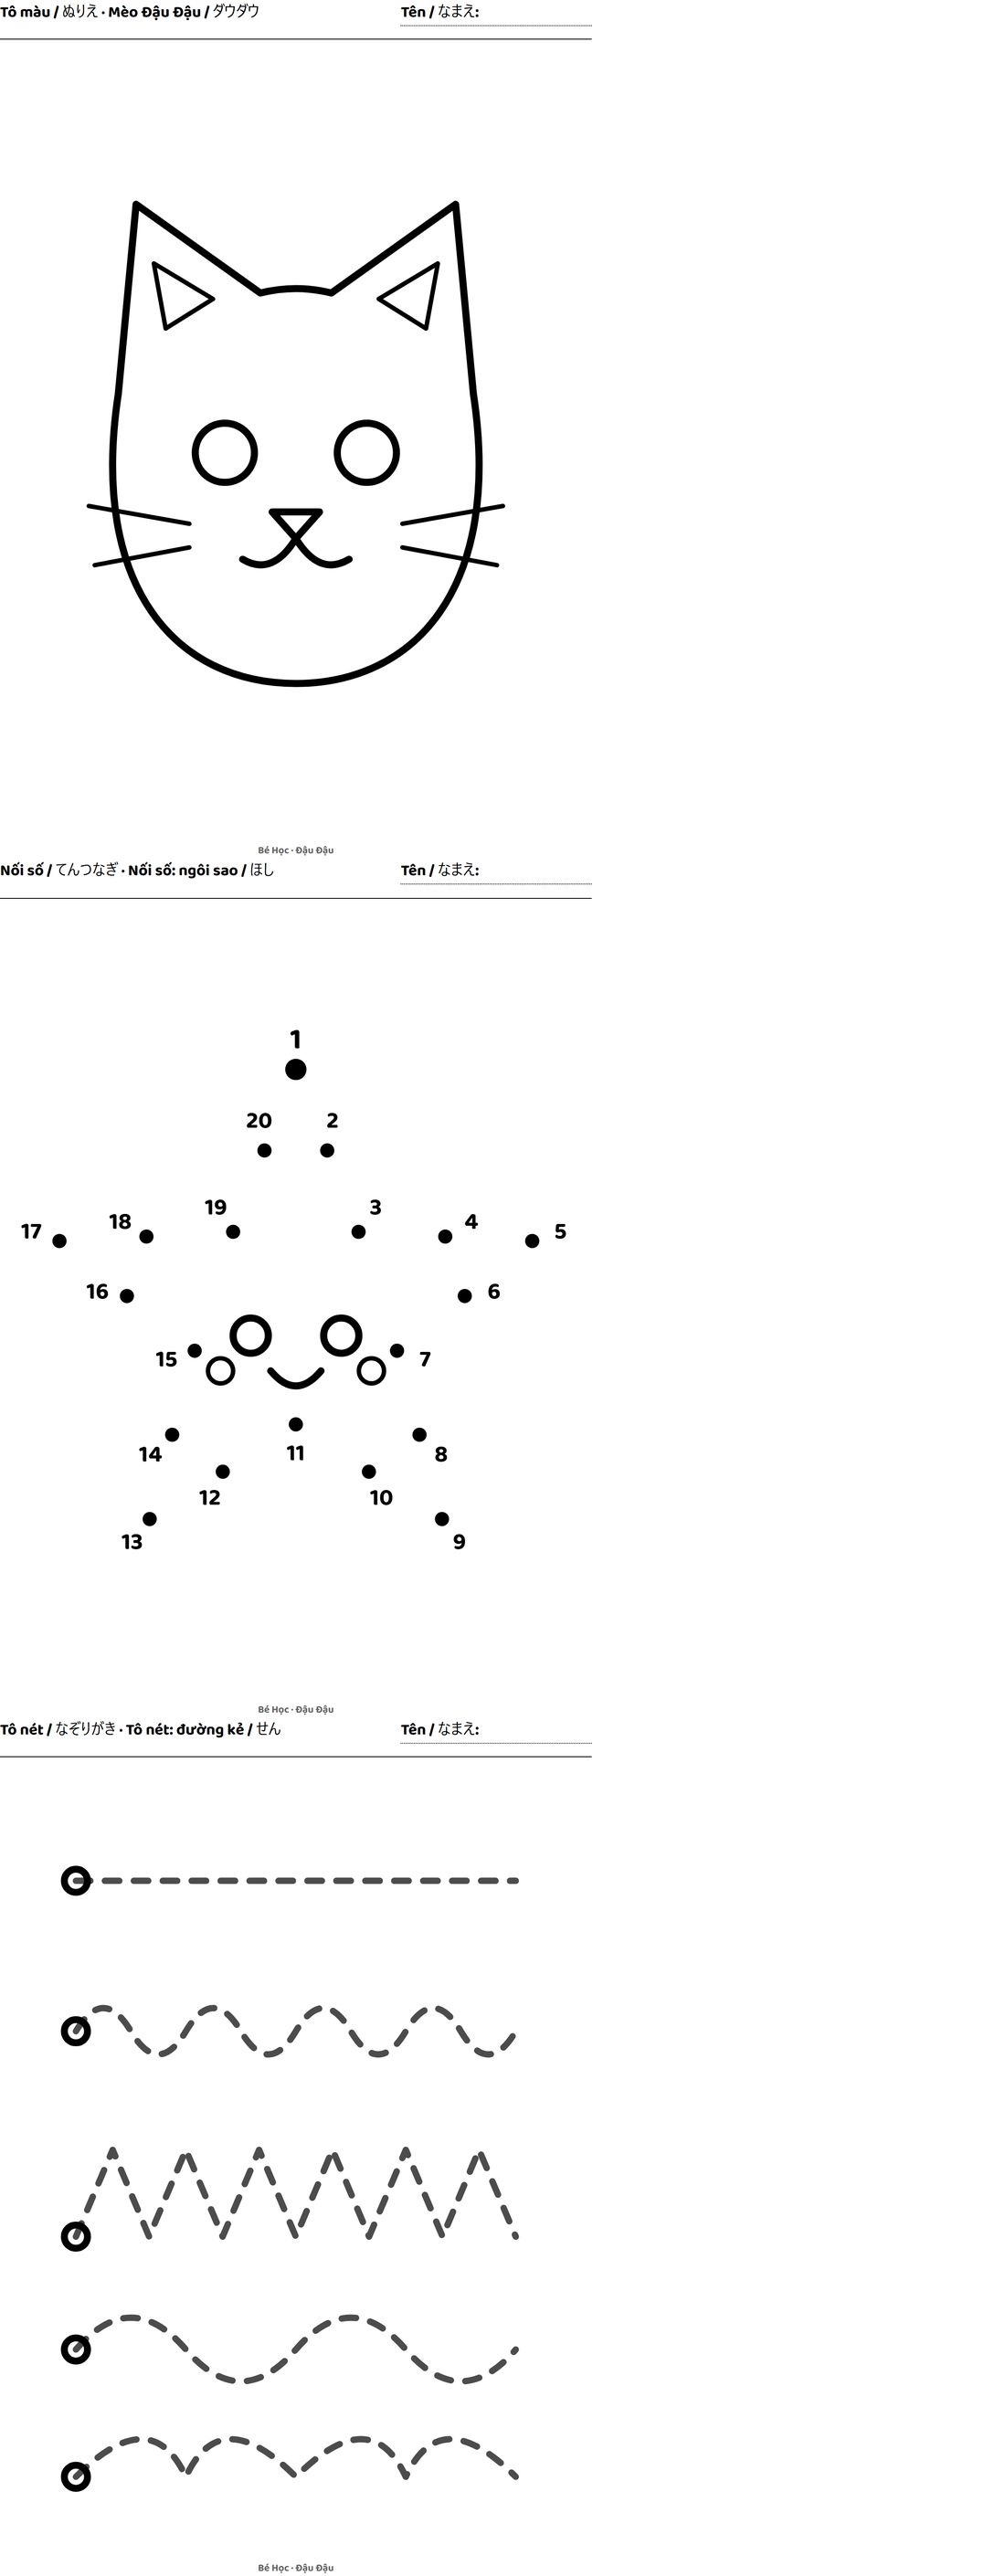 Tô màu / ぬりえ · Mèo Đậu Đậu / ダウダウ
Tên / なまえ:
Bé Học · Đậu Đậu
Nối số / てんつなぎ · Nối số: ngôi sao / ほし
Tên / なまえ:
1
20 2
19 3
17 18 4 5
16 6
15 7
14 11 8
12 10
13 9
Bé Học · Đậu Đậu
Tô nét / なぞりがき · Tô nét: đường kẻ / せん
Tên / なまえ:
Bé Học · Đậu Đậu